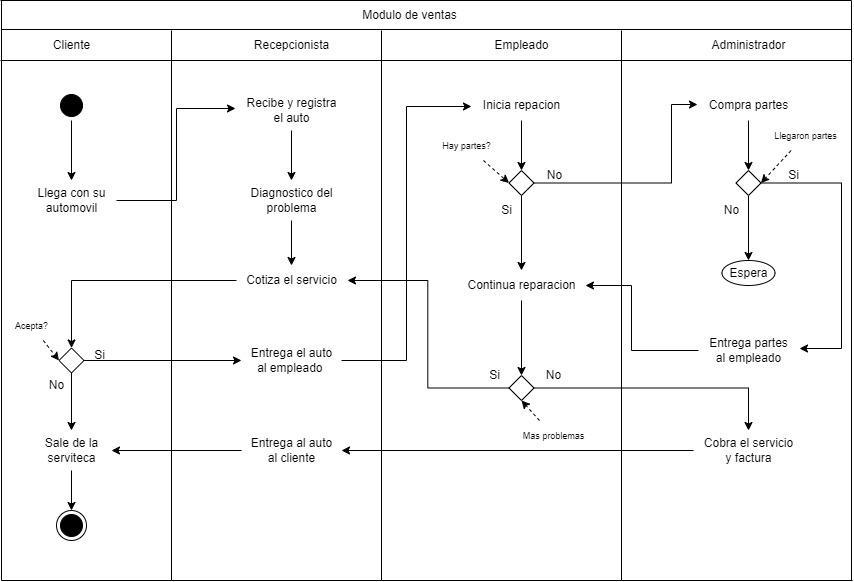 Modulo de ventas
Cliente
Recepcionista
Empleado
Administrador
Recibe y registra
el auto
Inicia repacion
Compra partes
Hay partes?
Llegaron partes
No
Si
Llega con su
automovil
Diagnostico del
problema
Si
No
Cotiza el servicio
Continua reparacion
Espera
Acepta?
Si
Entrega el auto
al empleado
Entrega partes
al empleado
No
Si
No
Mas problemas
Sale de la
serviteca
Entrega al auto
al cliente
Cobra el servicio
y factura